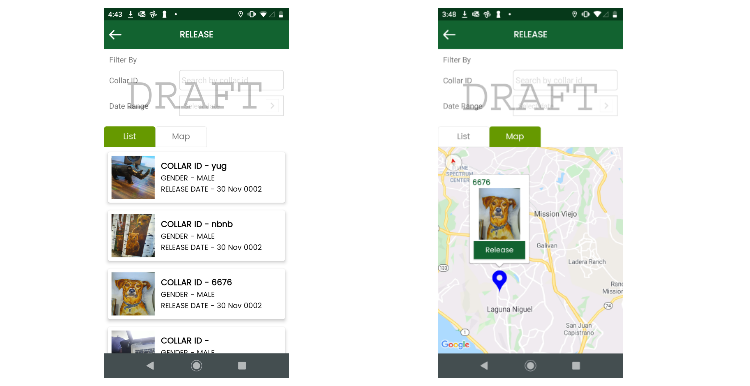 4:43
RELEASE
Filter By
Collar ID
Search by collar Id
Date Range
DRAFT
List
Map
COLLAR ID - yug
GENDER - MALE
RELEASE DATE - 30 Nov 0002
COLLAR ID - nbnb
GENDER - MALE
RELEASE DATE - 30 Nov 0002
COLLAR ID - 6676
GENDER - MALE
RELEASE DATE - 30 Nov 0002
COLLAR ID -
GENDER - MALE
3:48
RELEASE
Filter By
Collar ID
Search by collar Id
Date Range
DRAFT
List
Map
SPECTRUM
CENTER
6676
Release
Mission Viejo
Galivan
Ladera Ranch
Ranc
Missio
Laguna Niguel
San Juan
Capistrano
1
Google